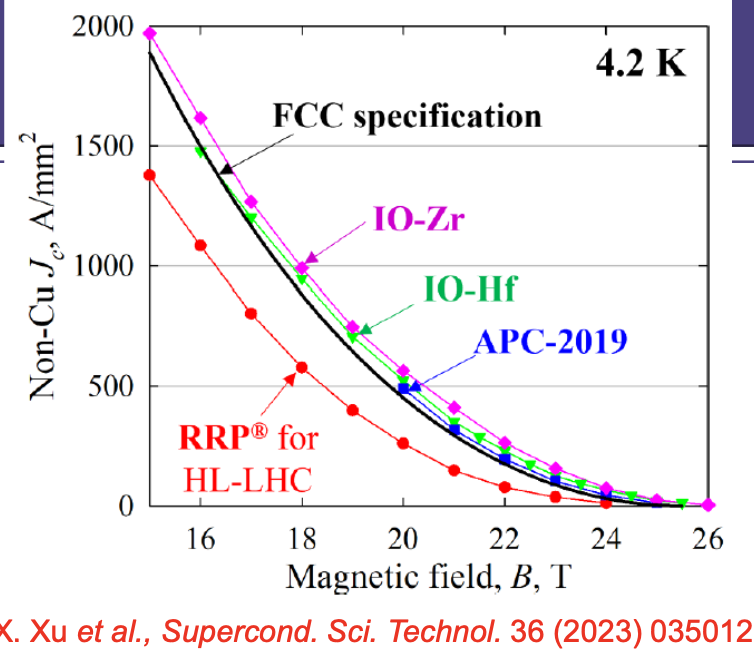 2000
4.2 K
FCC specification
1500
IO-Zr
1000
IO-Hf
APC-2019
500
RRP® for
HL-LHC
0
16 18 20 22 24 26
Magnetic field, B, T
Non-Cu Jc, A/mm²
X. Xu et al., Supercond. Sci. Technol. 36 (2023) 035012